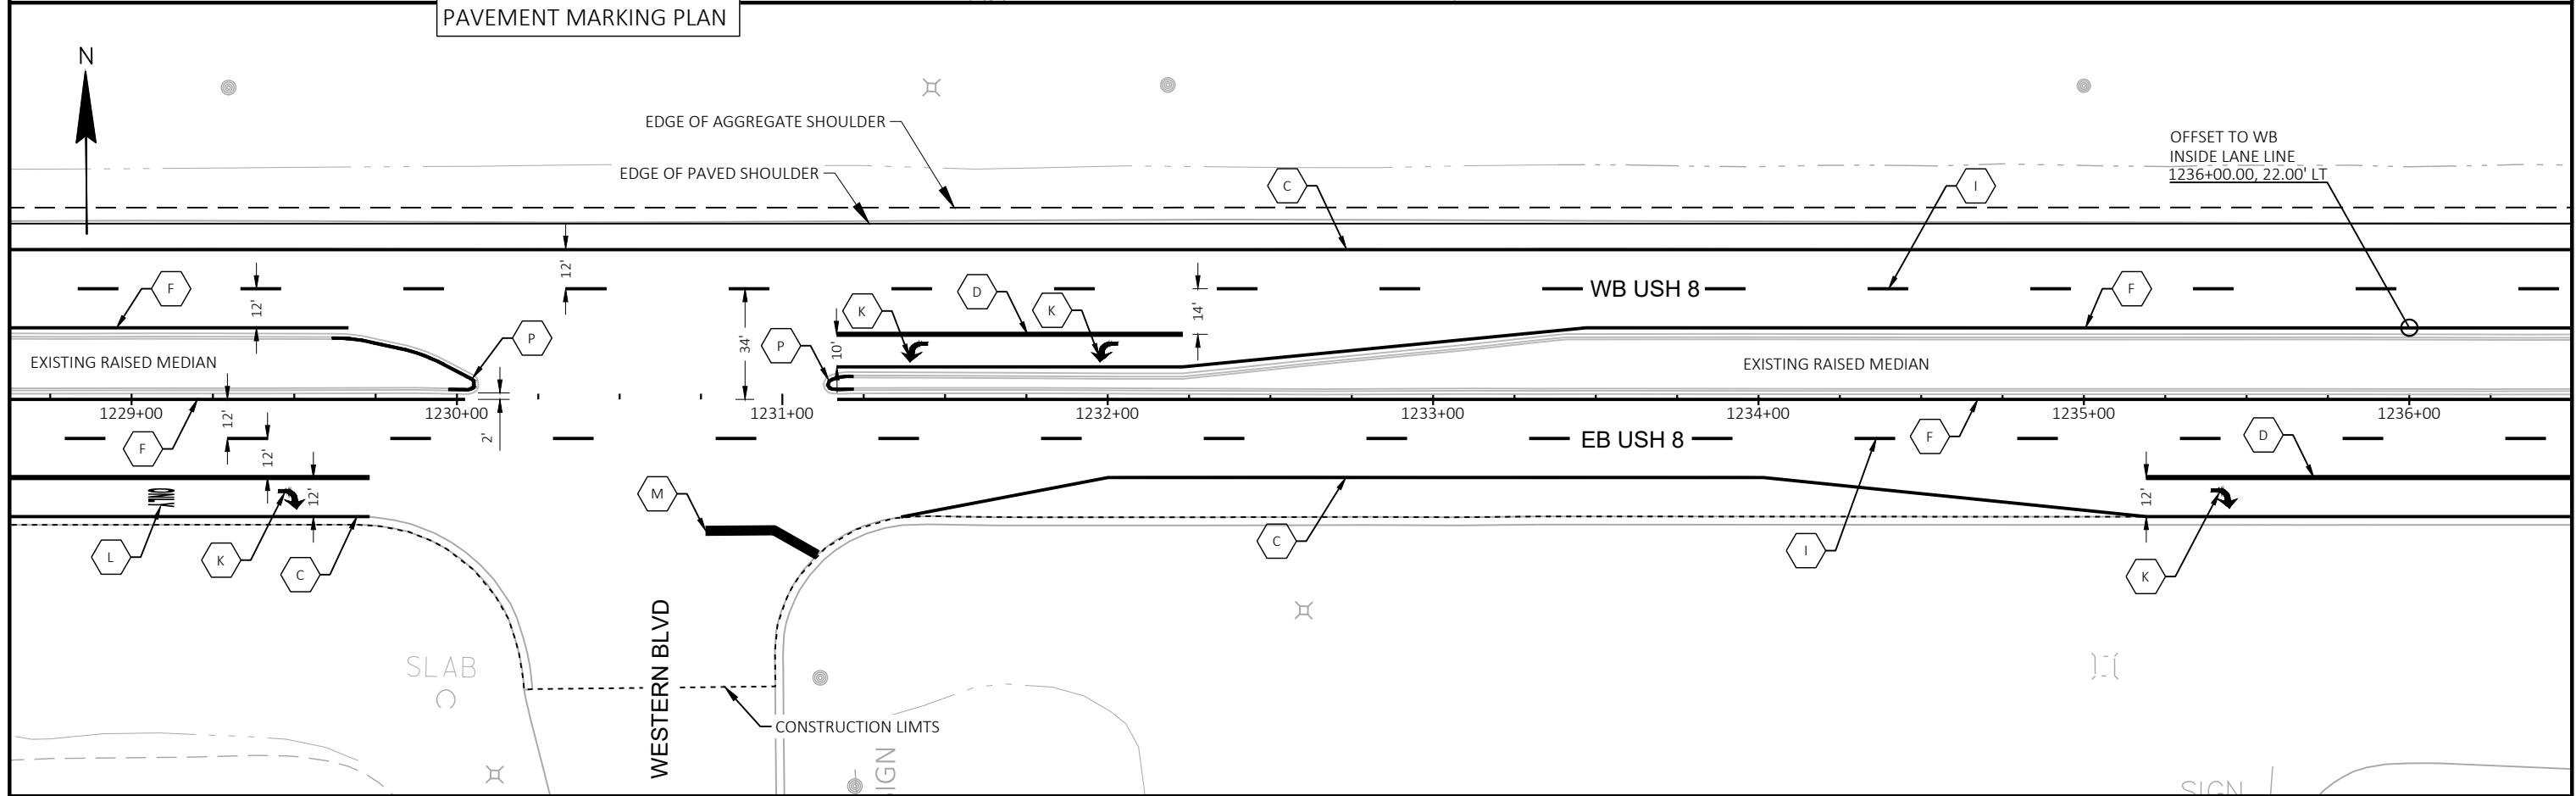 PAVEMENT MARKING PLAN
N
EDGE OF AGGREGATE SHOULDER
EDGE OF PAVED SHOULDER
OFFSET TO WB
INSIDE LANE LINE
1236+00.00, 22.00' LT
C
I
F
12'
12'
D
K
K
14'
WB USH 8
F
P
P
34'
10'
EXISTING RAISED MEDIAN
EXISTING RAISED MEDIAN
1229+00
1230+00
1231+00
1232+00
1233+00
1234+00
1235+00
1236+00
12'
2'
F
12'
EB USH 8
F
D
12'
M
12'
L
K
C
C
I
K
WESTERN BLVD
SLAB
CONSTRUCTION LIMTS
SIGN
SIGN